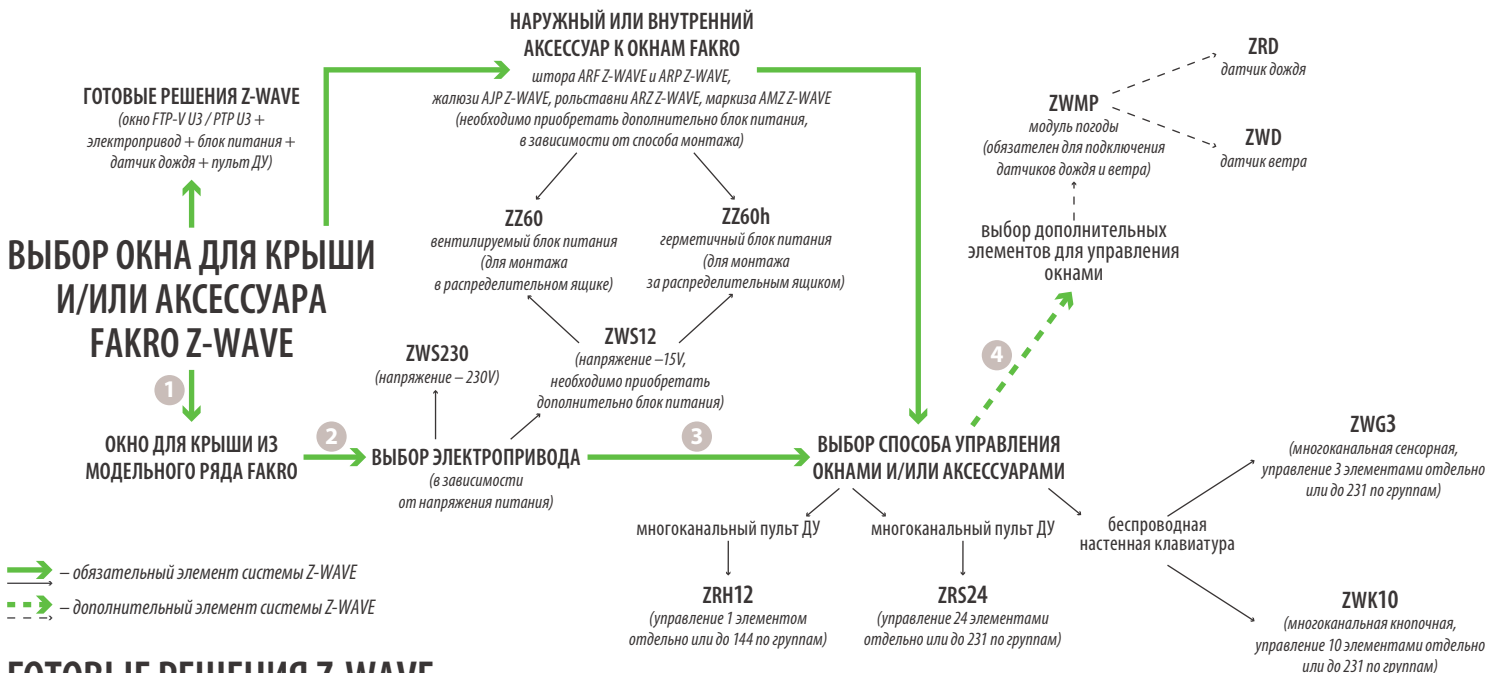 НАРУЖНЫЙ ИЛИ ВНУТРЕННИЙ
АКСЕССУАР К ОКНАМ FAKRO
штора ARF Z-WAVE и ARP Z-WAVE,
жалюзи AJP Z-WAVE, рольставни ARZ Z-WAVE, маркиза AMZ Z-WAVE
(необходимо приобретать дополнительно блок питания,
в зависимости от способа монтажа)
ГОТОВЫЕ РЕШЕНИЯ Z-WAVE
(окно FTP-V U3 / PTP U3 +
электропривод + блок питания +
датчик дождя + пульт ДУ)
ZRD
датчик дождя
ZWMP
модуль погоды
(обязателен для подключения
датчиков дождя и ветра)
ZWD
датчик ветра
ZZ60
вентилируемый блок питания
(для монтажа
в распределительном ящике)
ZZ60h
герметичный блок питания
(для монтажа
за распределительным ящиком)
выбор дополнительных
элементов для управления
окнами
ВЫБОР ОКНА ДЛЯ КРЫШИ
И/ИЛИ АКСЕССУАРА
FAKRO Z-WAVE
ZWS230
(напряжение – 230V)
ZWS12
(напряжение –15V,
необходимо приобретать
дополнительно блок питания)
4
1
ОКНО ДЛЯ КРЫШИ ИЗ
МОДЕЛЬНОГО РЯДА FAKRO
2
ВЫБОР ЭЛЕКТРОПРИВОДА
(в зависимости
от напряжения питания)
3
ВЫБОР СПОСОБА УПРАВЛЕНИЯ
ОКНАМИ И/ИЛИ АКСЕССУАРАМИ
ZWG3
(многоканальная сенсорная,
управление 3 элементами отдельно
или до 231 по группам)
многоканальный пульт ДУ
многоканальный пульт ДУ
беспроводная
настенная клавиатура
ZRH12
(управление 1 элементом
отдельно или до 144 по группам)
ZRS24
(управление 24 элементами
отдельно или до 231 по группам)
ZWK10
(многоканальная кнопочная,
управление 10 элементами отдельно
или до 231 по группам)
– обязательный элемент системы Z-WAVE
– дополнительный элемент системы Z-WAVE
ГОТОВЫЕ РЕШЕНИЯ Z-WAVE